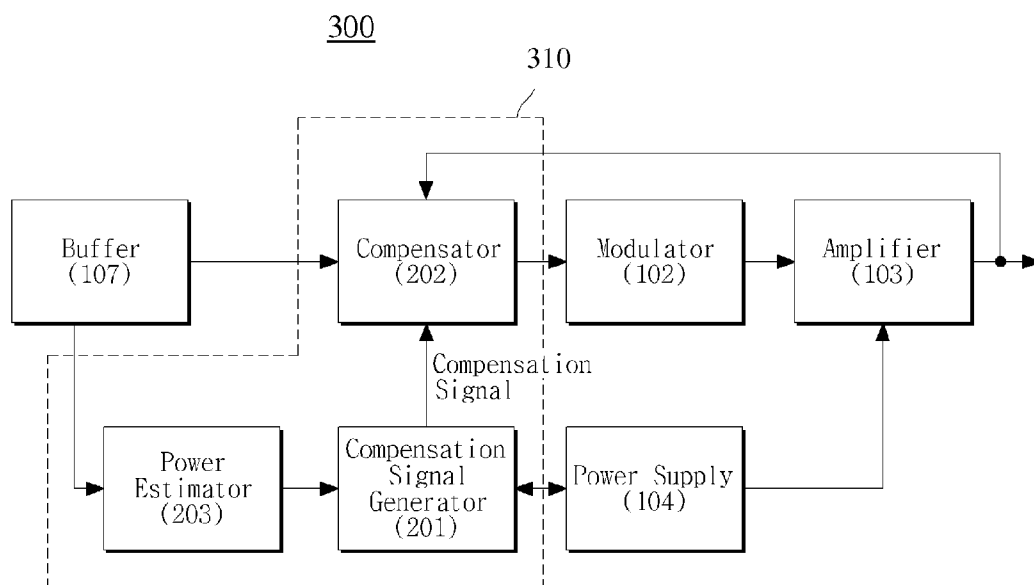 300
310
Buffer
(107)
Compensator
(202)
Modulator
(102)
Amplifier
(103)
Compensation
Signal
Power
Estimator
(203)
Compensation
Signal
Generator
(201)
Power Supply
(104)